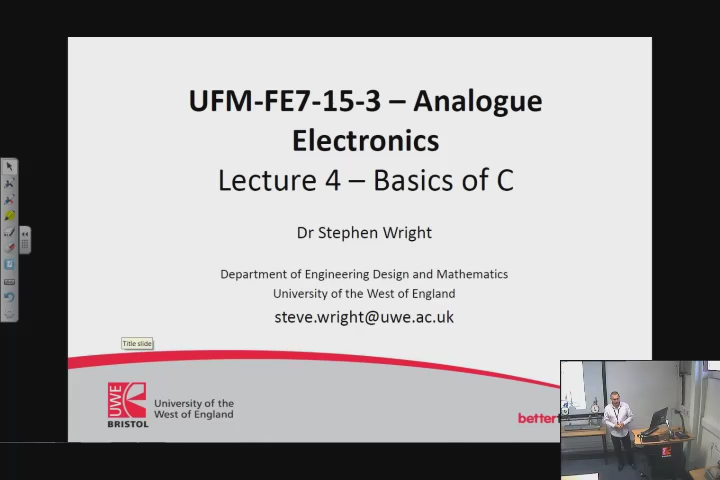 UFM-FE7-15-3 – Analogue
Electronics
Lecture 4 – Basics of C
Dr Stephen Wright
Department of Engineering Design and Mathematics
University of the West of England
steve.wright@uwe.ac.uk
Title slide
UWE
BRISTOL
University of the
West of England
better